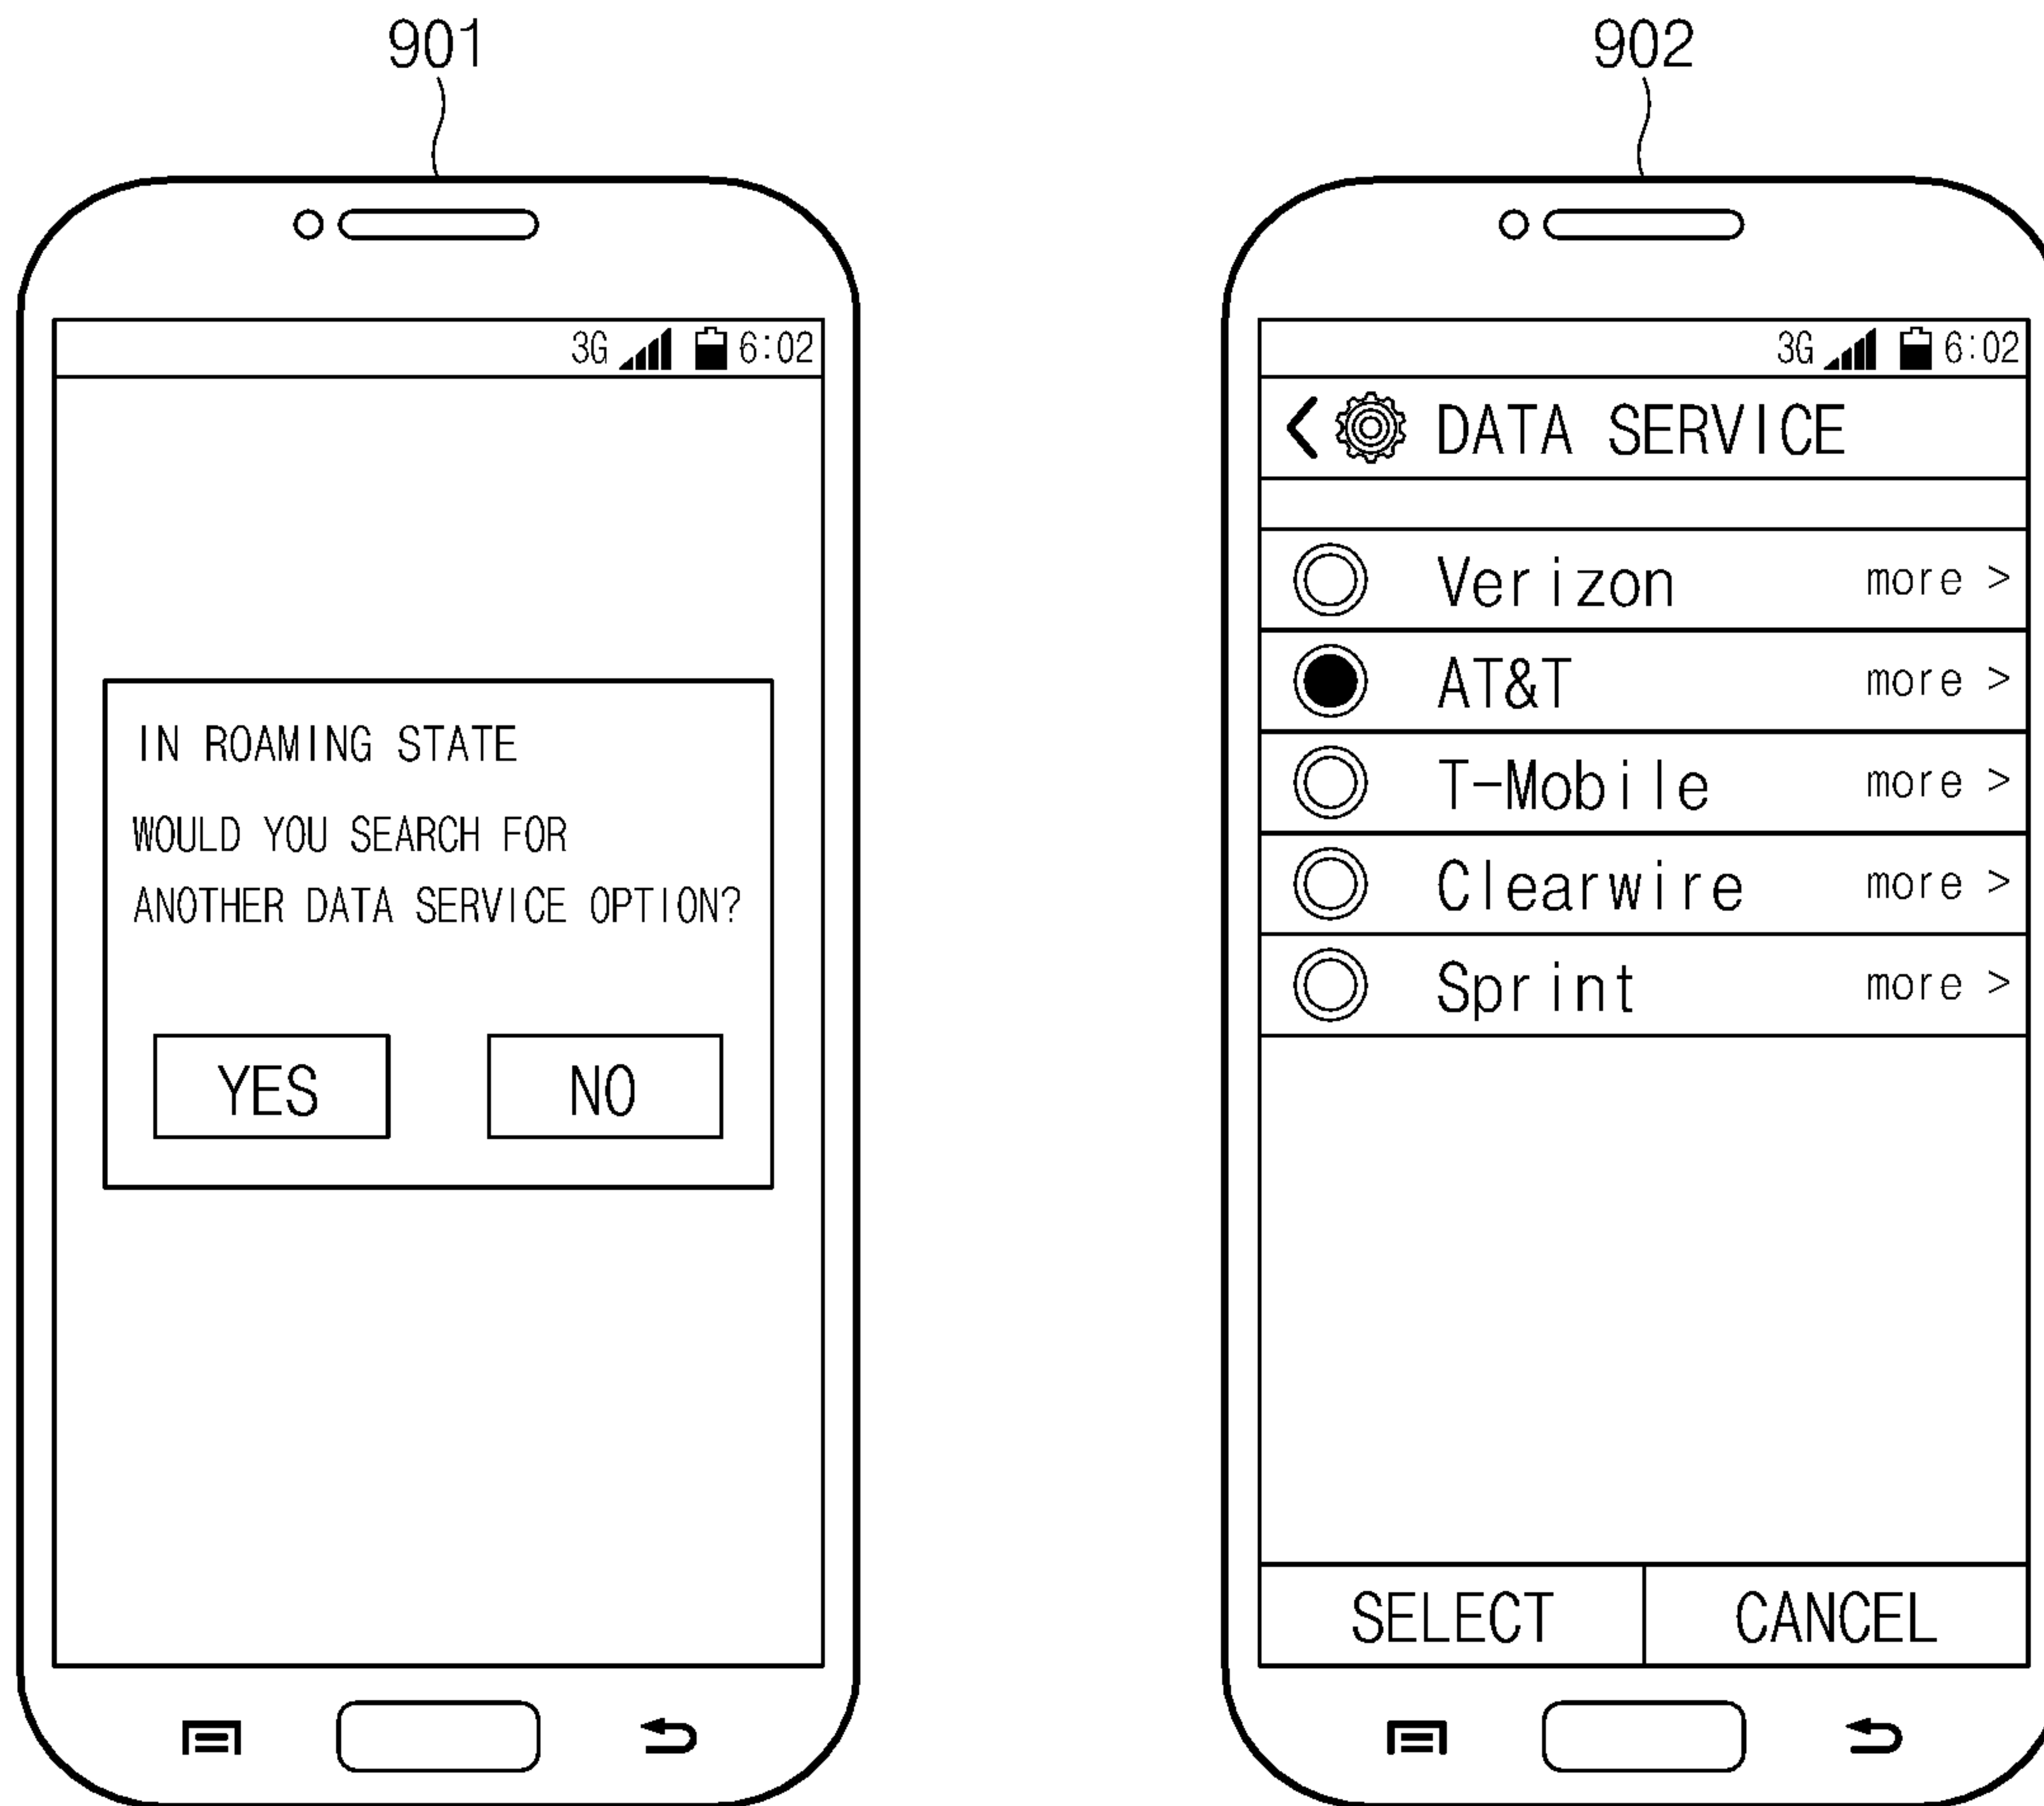 901
3G 6:02
IN ROAMING STATE
WOULD YOU SEARCH FOR
ANOTHER DATA SERVICE OPTION?
YES NO
902
3G 6:02
< DATA SERVICE
Verizon more >
AT&T more >
T-Mobile more >
Clearwire more >
Sprint more >
SELECT CANCEL